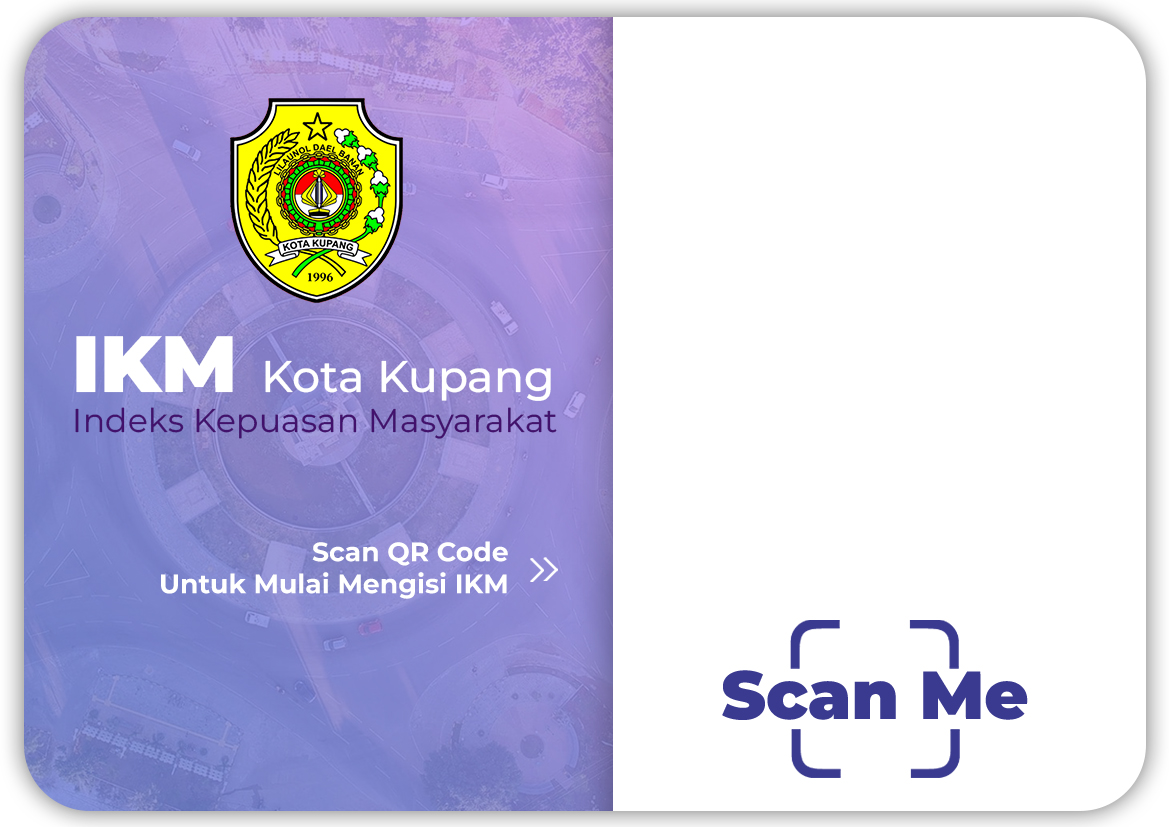 LILAUNOL DAEL BANAN
KOTA KUPANG
1996
IKM Kota Kupang
Indeks Kepuasan Masyarakat
Scan QR Code
Untuk Mulai Mengisi IKM
Scan Me